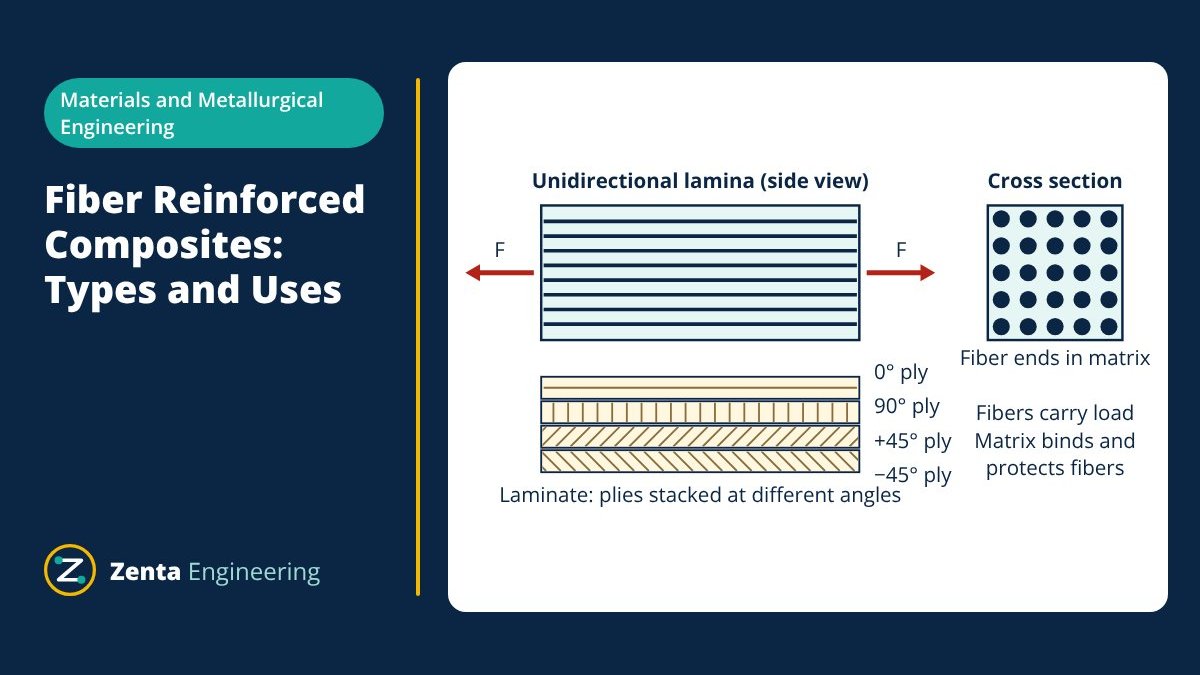 Materials and Metallurgical
Engineering
Fiber Reinforced
Composites:
Types and Uses
Zenta Engineering
Unidirectional lamina (side view)
F
F
Cross section
Fiber ends in matrix
0° ply
90° ply
+45° ply
−45° ply
Laminate: plies stacked at different angles
Fibers carry load
Matrix binds and
protects fibers